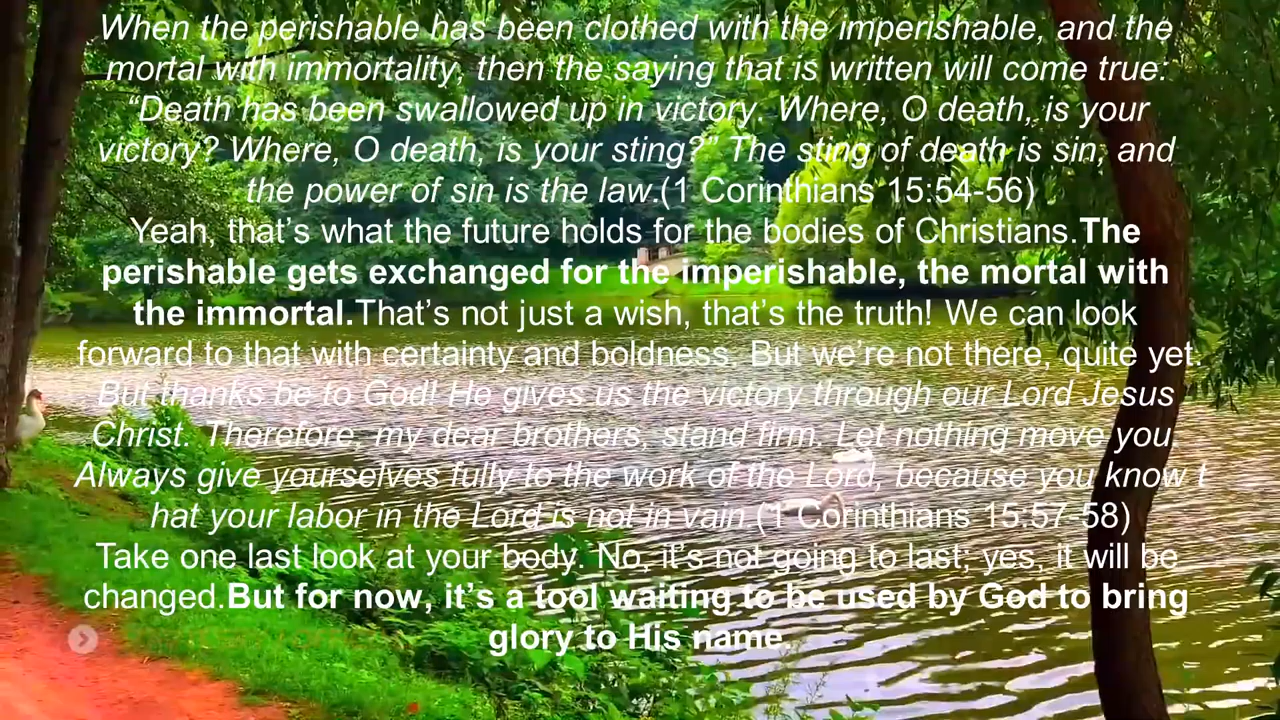 When the perishable has been clothed with the imperishable, and the
mortal with immortality, then the saying that is written will come true:
“Death has been swallowed up in victory. Where, O death, is your
victory? Where, O death, is your sting?” The sting of death is sin, and
the power of sin is the law.(1 Corinthians 15:54-56)
Yeah, that’s what the future holds for the bodies of Christians.The
perishable gets exchanged for the imperishable, the mortal with
the immortal.That’s not just a wish, that’s the truth! We can look
forward to that with certainty and boldness. But we’re not there, quite yet.
But thanks be to God! He gives us the victory through our Lord Jesus
Christ. Therefore, my dear brothers, stand firm. Let nothing move you.
Always give yourselves fully to the work of the Lord, because you know t
hat your labor in the Lord is not in vain.(1 Corinthians 15:57-58)
Take one last look at your body. No, it’s not going to last; yes, it will be
changed.But for now, it’s a tool waiting to be used by God to bring
glory to His name